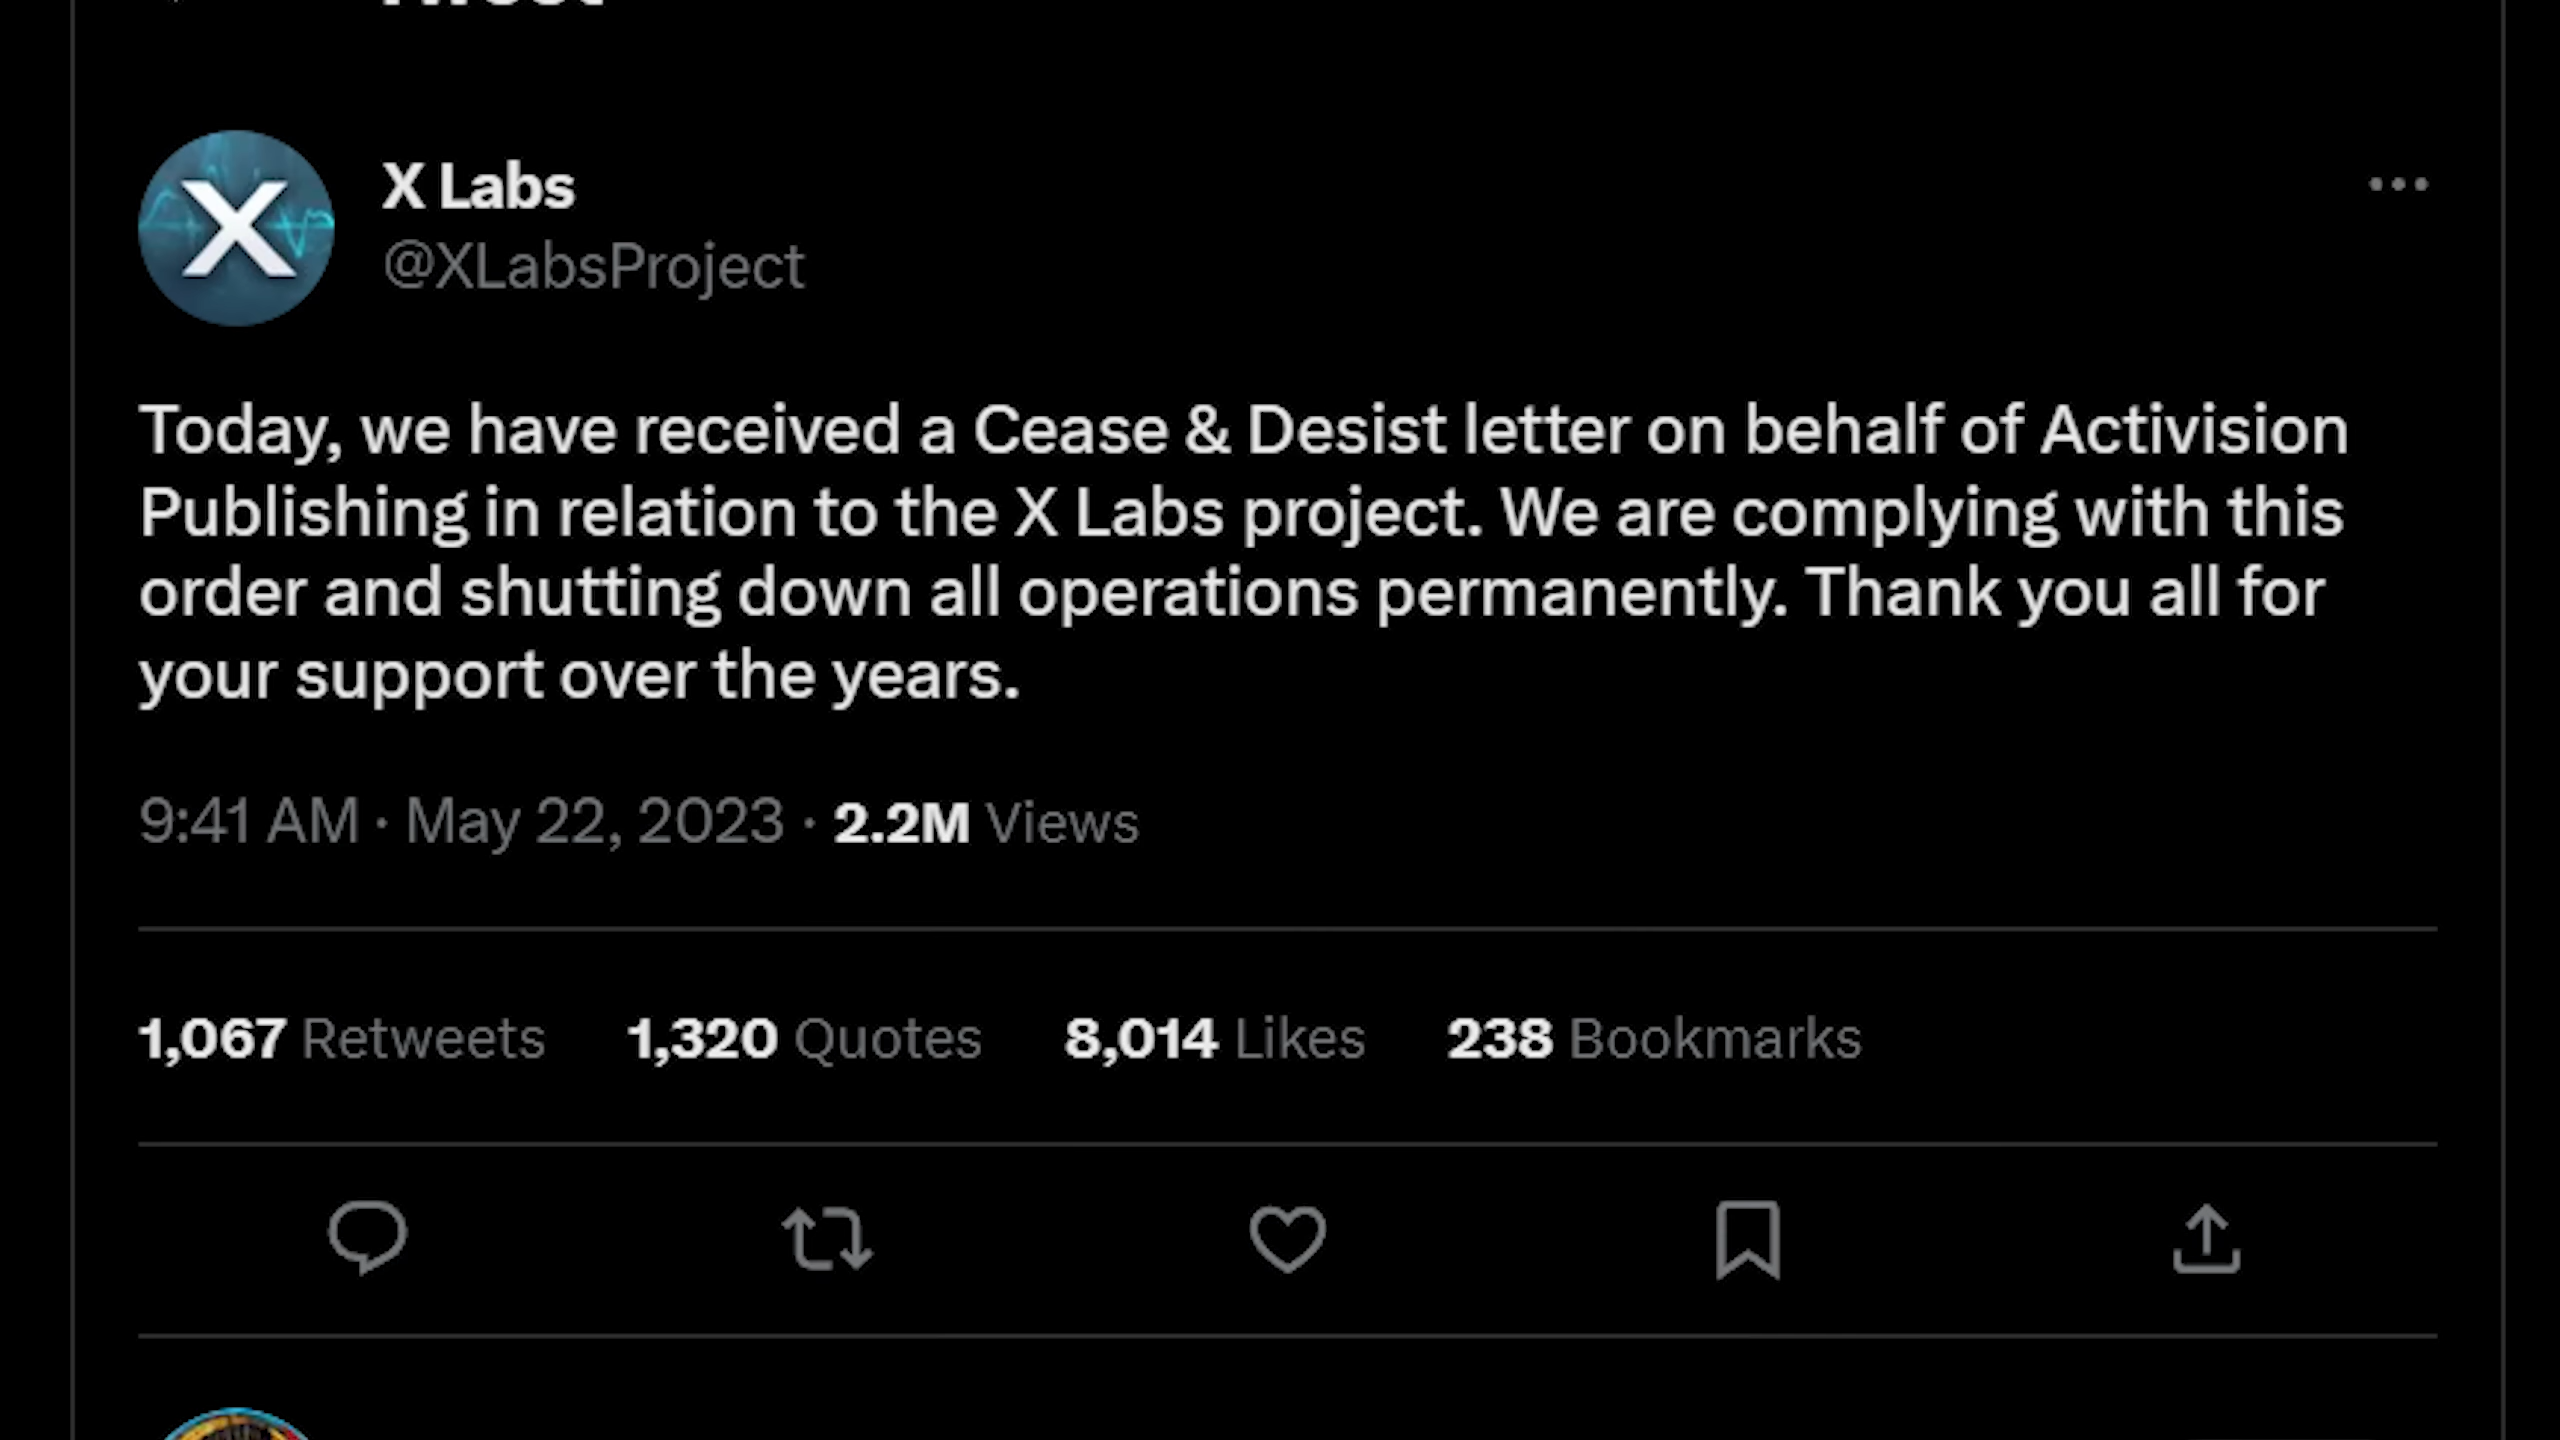 Tweet
X Labs
@XLabsProject
Today, we have received a Cease & Desist letter on behalf of Activision
Publishing in relation to the X Labs project. We are complying with this
order and shutting down all operations permanently. Thank you all for
your support over the years.
9:41 AM · May 22, 2023 · 2.2M Views
1,067 Retweets 1,320 Quotes 8,014 Likes 238 Bookmarks